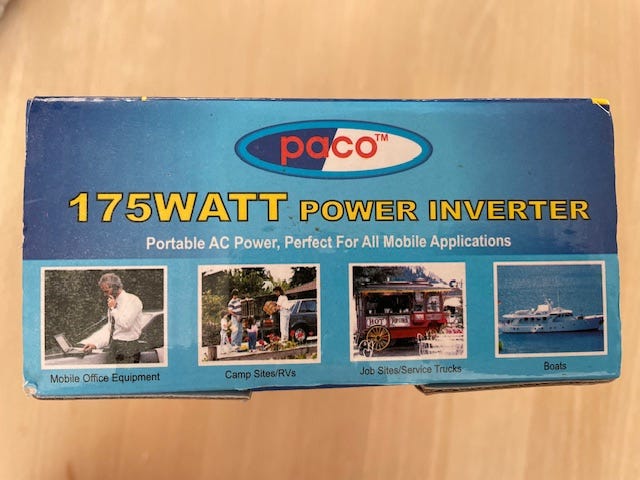 paco™
175WATT POWER INVERTER
Portable AC Power, Perfect For All Mobile Applications
HOT
Mobile Office Equipment
Camp Sites/RVs
Job Sites/Service Trucks
Boats